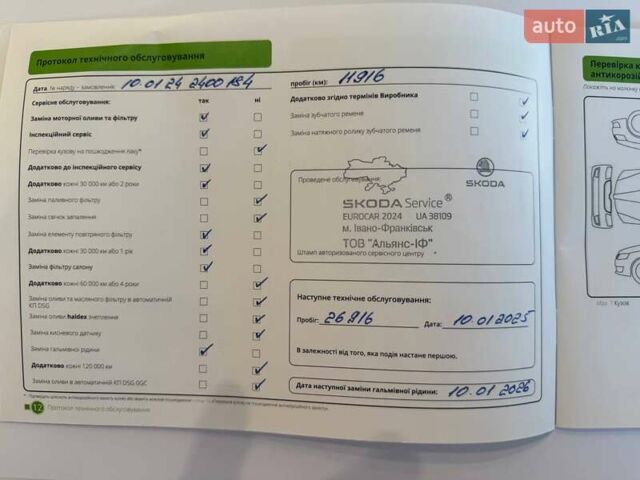 auto RIA.com
Протокол технічного обслуговування
Дата № наряду - замовлення: 10.01 24 2400
пробіг (км): 11916
Сервісне обслуговування: так ні
Заміна моторної оливи та фільтру
Інспекційний сервіс
Перевірка кузову на пошкодження лаку*
Додатково до інспекційного сервісу
Додатково кожні 30 000 км або 2 роки
Заміна паливного фільтру
Заміна свічок запалення
Заміна елементу повітряного фільтру
Додатково кожні 30 000 км або 1 рік
Заміна фільтру салону
Додатково кожні 60 000 км або 4 роки
Заміна оливи та масляного фільтру в автоматичній
КП DSG
Заміна оливи haldex зчеплення
Заміна кисневого датчику
Заміна гальмівної рідини
Додатково кожні 120 000 км
Заміна оливи в автоматичній КП DSG 0GC
12 Протокол технічного обслуговування
Додатково згідно термінів Виробника
Заміна зубчатого ременя
Заміна натяжного ролику зубчатого ременя
Проведене обслуговування:
SKODA
SKODA Service®
EUROCAR 2024 UA 38109
м. Івано-Франківськ
ТОВ "Альянс-ІФ"
Штамп авторизованого сервісного центру
Наступне технічне обслуговування:
Пробіг: 26916 Дата: 10.01.2025
В залежності від того, яка подія настане першою.
Дата наступної заміни гальмівної рідини: 10.01.2026
Перевірка к
антикорозі
Покажіть на малюнку
Кузов